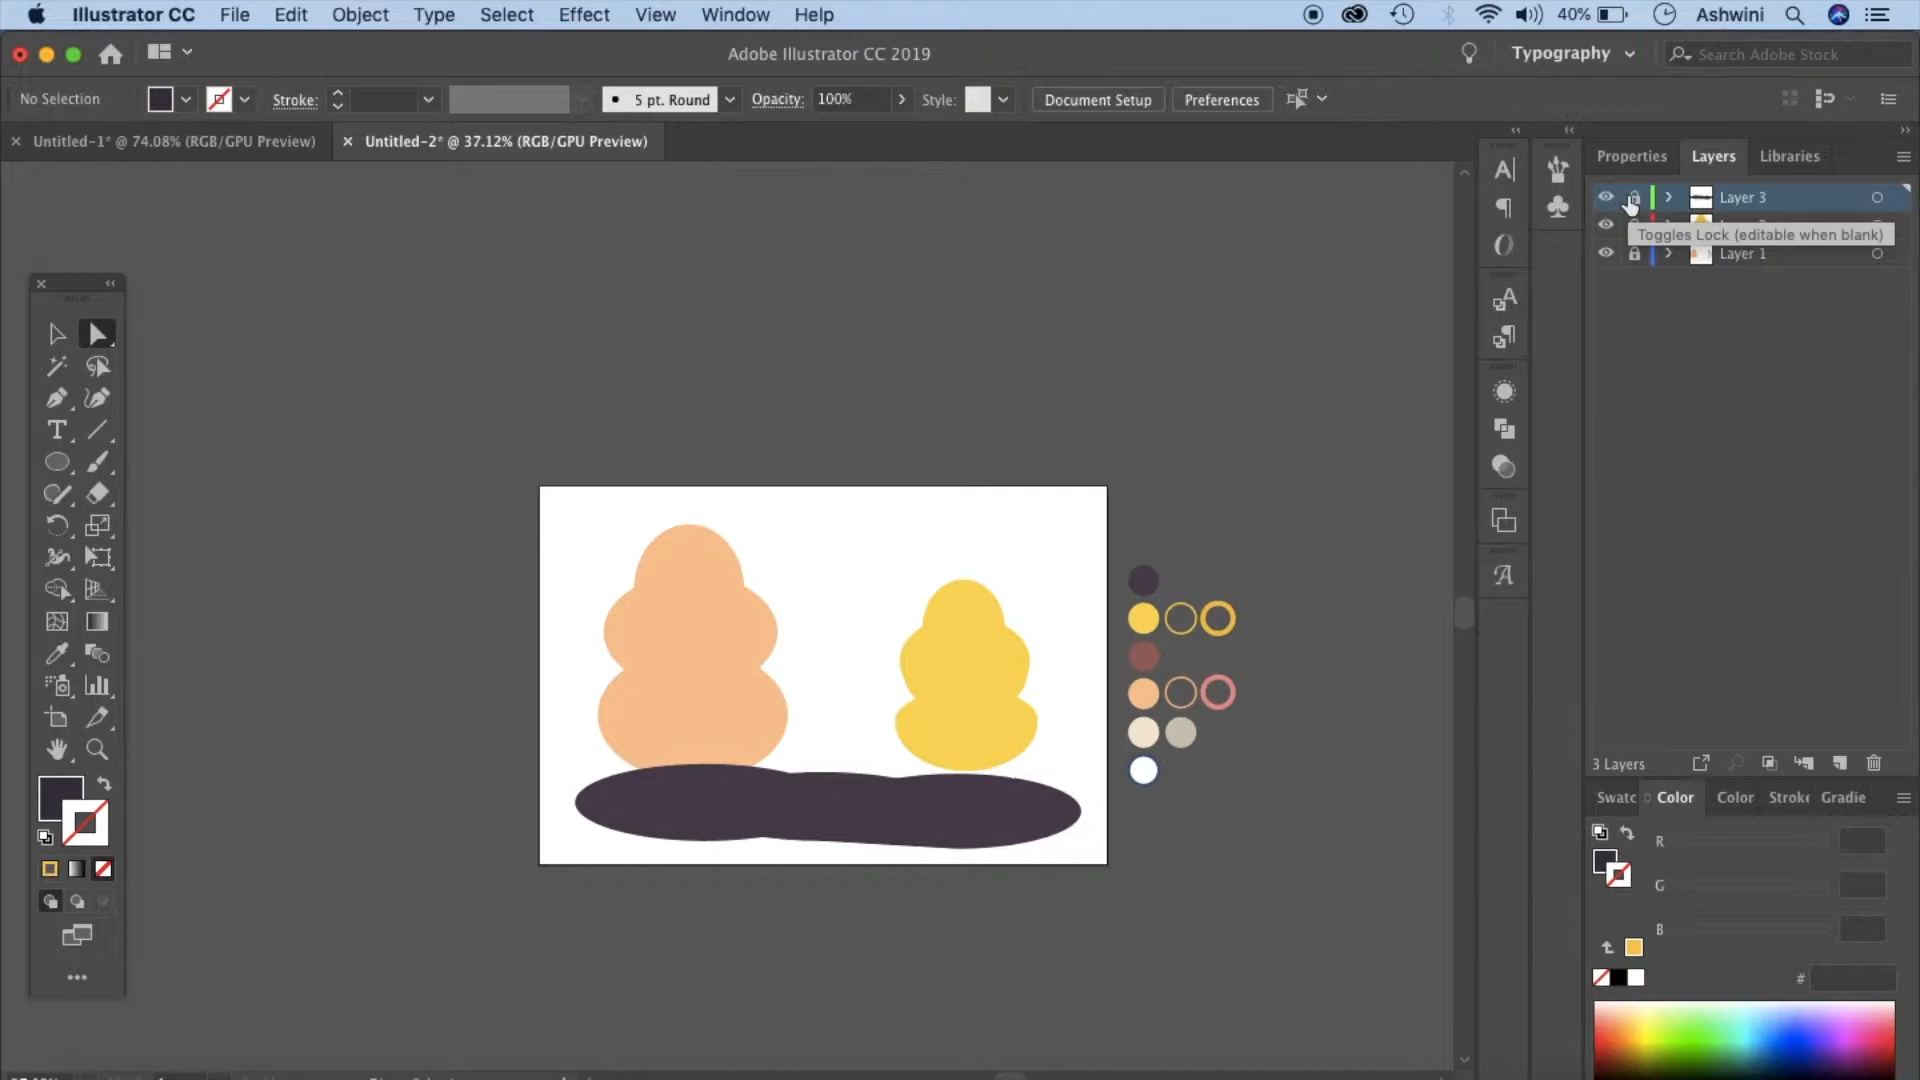 Illustrator CC File Edit Object Type Select Effect View Window Help 40% Ashwini
Adobe Illustrator CC 2019 Typography Search Adobe Stock
No Selection Stroke: 5 pt. Round Opacity: 100% Style: Document Setup Preferences
Untitled-1* @ 74.08% (RGB/GPU Preview) Untitled-2* @ 37.12% (RGB/GPU Preview)
Properties Layers Libraries
Layer 3
Toggles Lock (editable when blank)
Layer 1
3 Layers
Swatc Color Color Stroke Gradie
R
G
B
#